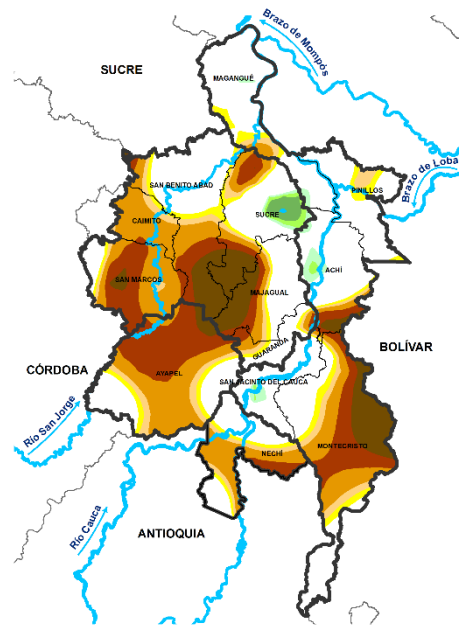 Brazo de Mompós
SUCRE
MAGANGUÉ
Brazo de Loba
SAN BENITO ABAD
PINILLOS
SUCRE
CAIMITO
ACHÍ
SAN MARCOS
MAJAGUAL
BOLÍVAR
GUARANDA
CÓRDOBA
AYAPEL
SAN JACINTO DEL CAUCA
Río San Jorge
MONTECRISTO
NECHÍ
Río Cauca
ANTIOQUIA